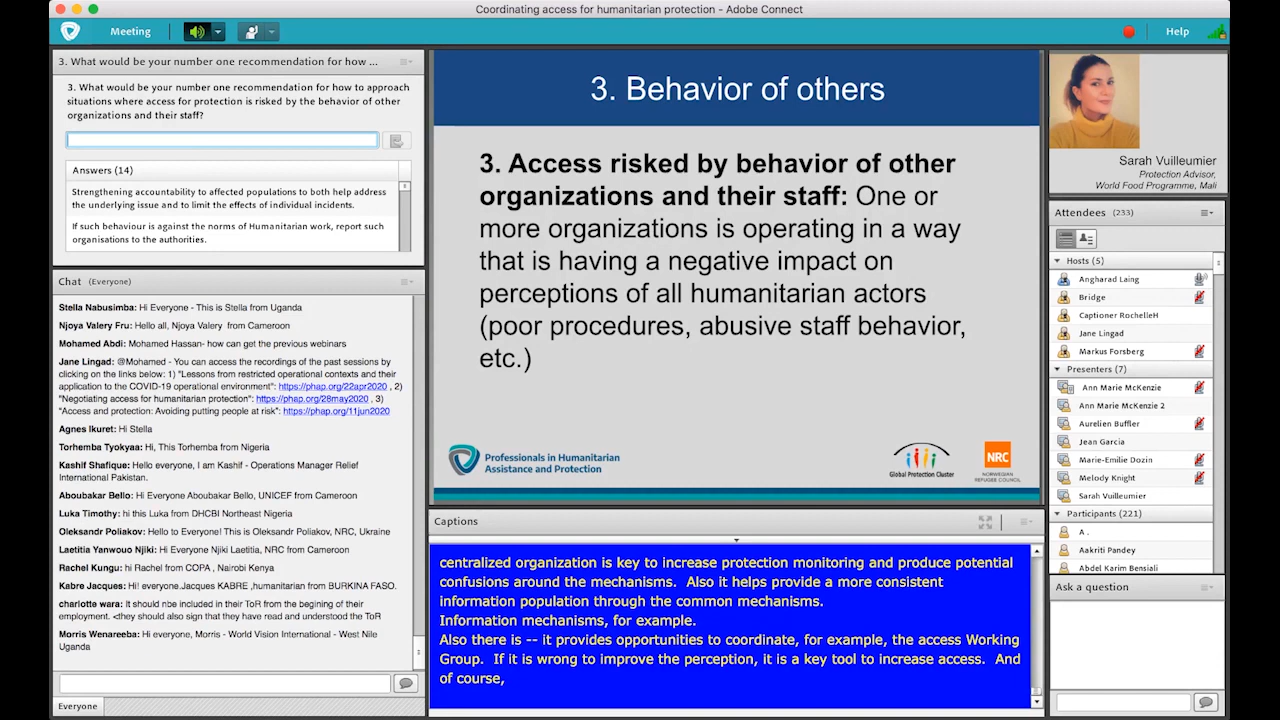 Coordinating access for humanitarian protection - Adobe Connect
Meeting
Help
3. What would be your number one recommendation for how ...
3. What would be your number one recommendation for how to approach
situations where access for protection is risked by the behavior of other
organizations and their staff?
Answers (14)
Strengthening accountability to affected populations to both help address
the underlying issue and to limit the effects of individual incidents.
If such behaviour is against the norms of Humanitarian work, report such
organisations to the authorities.
Chat (Everyone)
Stella Nabusimba: Hi Everyone - This is Stella from Uganda
Njoya Valery Fru: Hello all, Njoya Valery from Cameroon
Mohamed Abdi: Mohamed Hassan- how can get the previous webinars
Jane Lingad: @Mohamed - You can access the recordings of the past sessions by
clicking on the links below: 1) "Lessons from restricted operational contexts and their
application to the COVID-19 operational environment": https://phap.org/22apr2020 , 2)
"Negotiating access for humanitarian protection": https://phap.org/28may2020 , 3)
"Access and protection: Avoiding putting people at risk": https://phap.org/11jun2020
Agnes Ikuret: Hi Stella
Torhemba Tyokyaa: Hi, This Torhemba from Nigeria
Kashif Shafique: Hello everyone, I am Kashif - Operations Manager Relief
International Pakistan.
Aboubakar Bello: Hi Everyone Aboubakar Bello, UNICEF from Cameroon
Luka Timothy: hi this Luka from DHCBI Northeast Nigeria
Oleksandr Poliakov: Hello to Everyone! This is Oleksandr Poliakov, NRC, Ukraine
Laetitia Yanwouo Njiki: Hi Everyone Njiki Laetitia, NRC from Cameroon
Rachel Kungu: hi Rachel from COPA , Nairobi Kenya
Kabre Jacques: Hi! everyone.Jacques KABRE ,humanitarian from BURKINA FASO.
charlotte wara: It should nbe included in their ToR from the begining of their
employment. <they should also sign that they have read and understood the ToR
Morris Wenareeba: Hi everyone, Morris - World Vision International - West Nile
Uganda
Everyone
3. Behavior of others
3. Access risked by behavior of other
organizations and their staff: One or
more organizations is operating in a way
that is having a negative impact on
perceptions of all humanitarian actors
(poor procedures, abusive staff behavior,
etc.)
Professionals in Humanitarian
Assistance and Protection
Global Protection Cluster
NRC
NORWEGIAN
REFUGEE COUNCIL
Captions
centralized organization is key to increase protection monitoring and produce potential
confusions around the mechanisms. Also it helps provide a more consistent
information population through the common mechanisms.
Information mechanisms, for example.
Also there is -- it provides opportunities to coordinate, for example, the access Working
Group. If it is wrong to improve the perception, it is a key tool to increase access. And
of course,
Sarah Vuilleumier
Protection Advisor,
World Food Programme, Mali
Attendees (233)
Hosts (5)
Angharad Laing
Bridge
Captioner RochelleH
Jane Lingad
Markus Forsberg
Presenters (7)
Ann Marie McKenzie
Ann Marie McKenzie 2
Aurelien Buffler
Jean Garcia
Marie-Emilie Dozin
Melody Knight
Sarah Vuilleumier
Participants (221)
A .
Aakriti Pandey
Abdel Karim Bensiali
Ask a question